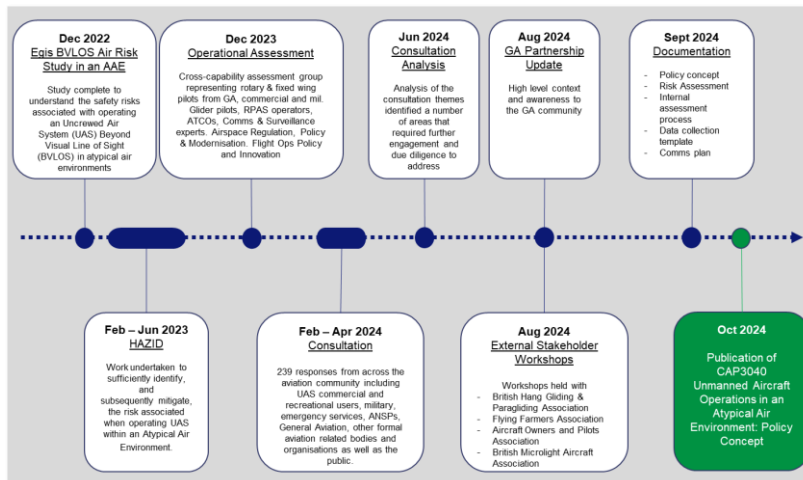 Dec 2022
Egis BVLOS Air Risk
Study in an AAE
Study complete to
understand the safety risks
associated with operating
an Uncrewed Air
System (UAS) Beyond
Visual Line of Sight
(BVLOS) in atypical air
environments
Dec 2023
Operational Assessment
Cross-capability assessment group
representing rotary & fixed wing
pilots from GA, commercial and mil.
Glider pilots, RPAS operators,
ATCOs, Comms & Surveillance
experts. Airspace Regulation, Policy
& Modernisation. Flight Ops Policy
and Innovation
Jun 2024
Consultation
Analysis
Analysis of the
consultation themes
identified a number
of areas that
required further
engagement and
due diligence to
address
Aug 2024
GA Partnership
Update
High level context
and awareness to
the GA community
Sept 2024
Documentation
- Policy concept
- Risk Assessment
- Internal
assessment
process
- Data collection
template
- Comms plan
Feb – Jun 2023
HAZID
Work undertaken to
sufficiently identify,
and
subsequently mitigate,
the risk associated
when operating UAS
within an Atypical Air
Environment.
Feb – Apr 2024
Consultation
239 responses from across the
aviation community including
UAS commercial and
recreational users, military,
emergency services, ANSPs,
General Aviation, other formal
aviation related bodies and
organisations as well as the
public.
Aug 2024
External Stakeholder
Workshops
Workshops held with
- British Hang Gliding &
Paragliding Association
- Flying Farmers Association
- Aircraft Owners and Pilots
Association
- British Microlight Aircraft
Association
Oct 2024
Publication of
CAP3040
Unmanned Aircraft
Operations in an
Atypical Air
Environment: Policy
Concept